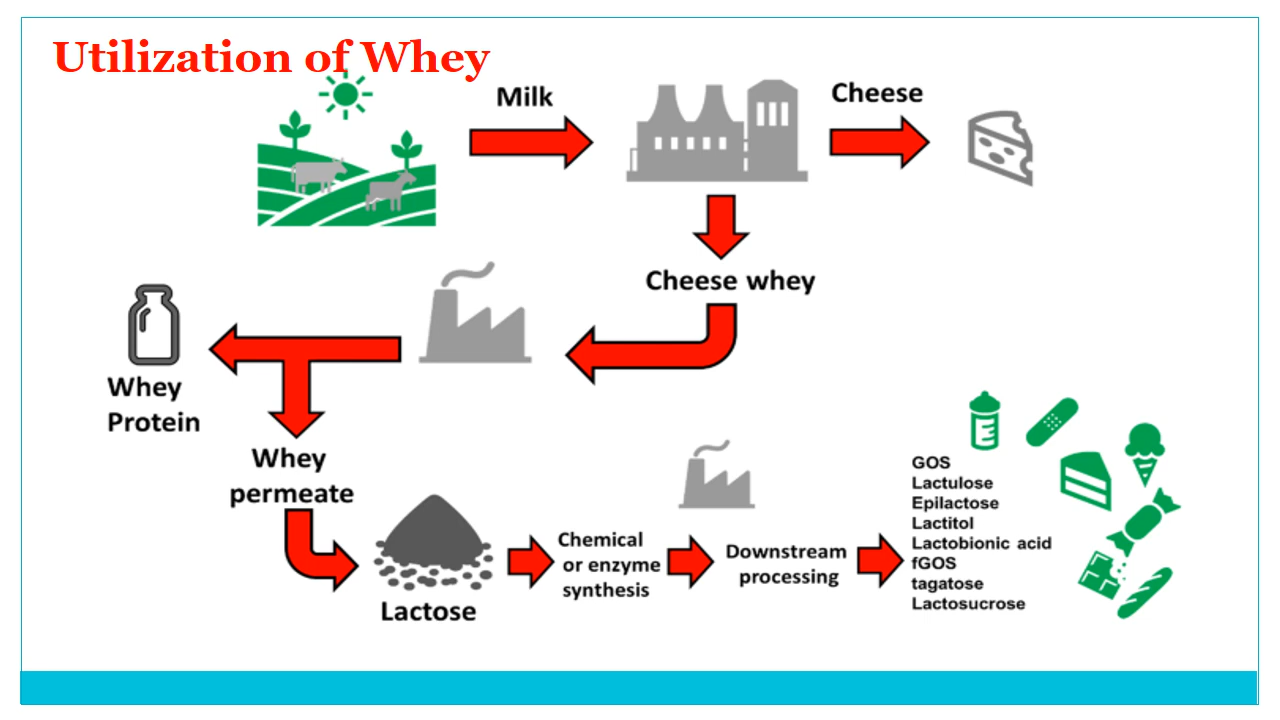 Utilization of Whey
Milk
Cheese
Cheese whey
Whey
Protein
Whey
permeate
Lactose
Chemical
or enzyme
synthesis
Downstream
processing
GOS
Lactulose
Epilactose
Lactitol
Lactobionic acid
fGOS
tagatose
Lactosucrose